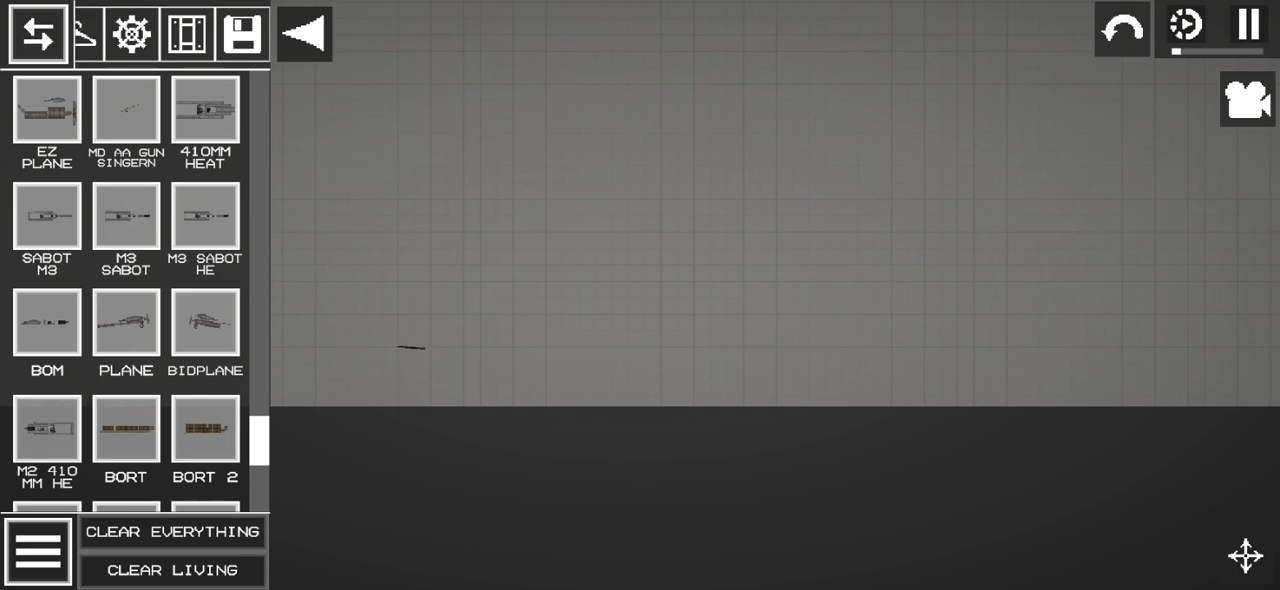 EZ
PLANE
MD AA GUN
SINGERN
410MM
HEAT
SABOT
M3
M3
SABOT
M3 SABOT
HE
BOM
PLANE
BIDPLANE
M2 410
MM HE
BORT
BORT 2
CLEAR EVERYTHING
CLEAR LIVING